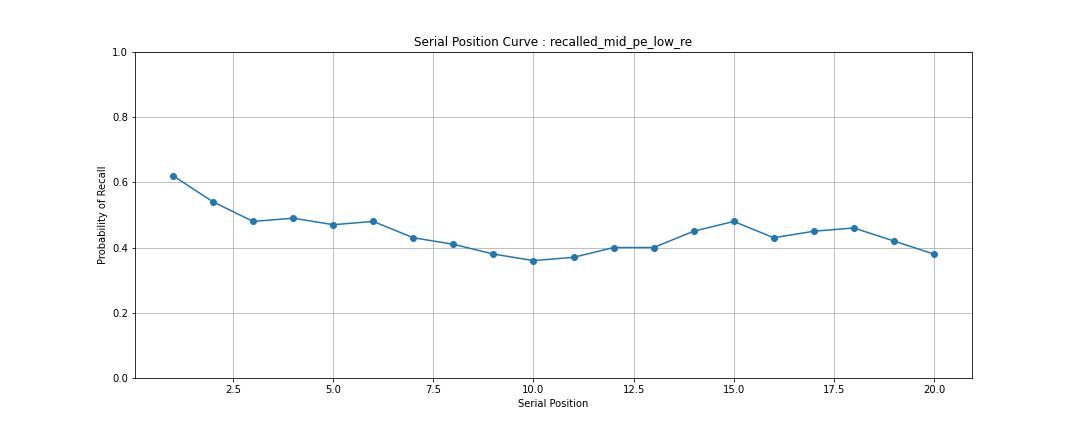 Serial Position Curve : recalled_mid_pe_low_re
1.0
0.8
0.6
0.4
0.2
0.0
Probability of Recall
2.5 5.0 7.5 10.0 12.5 15.0 17.5 20.0
Serial Position